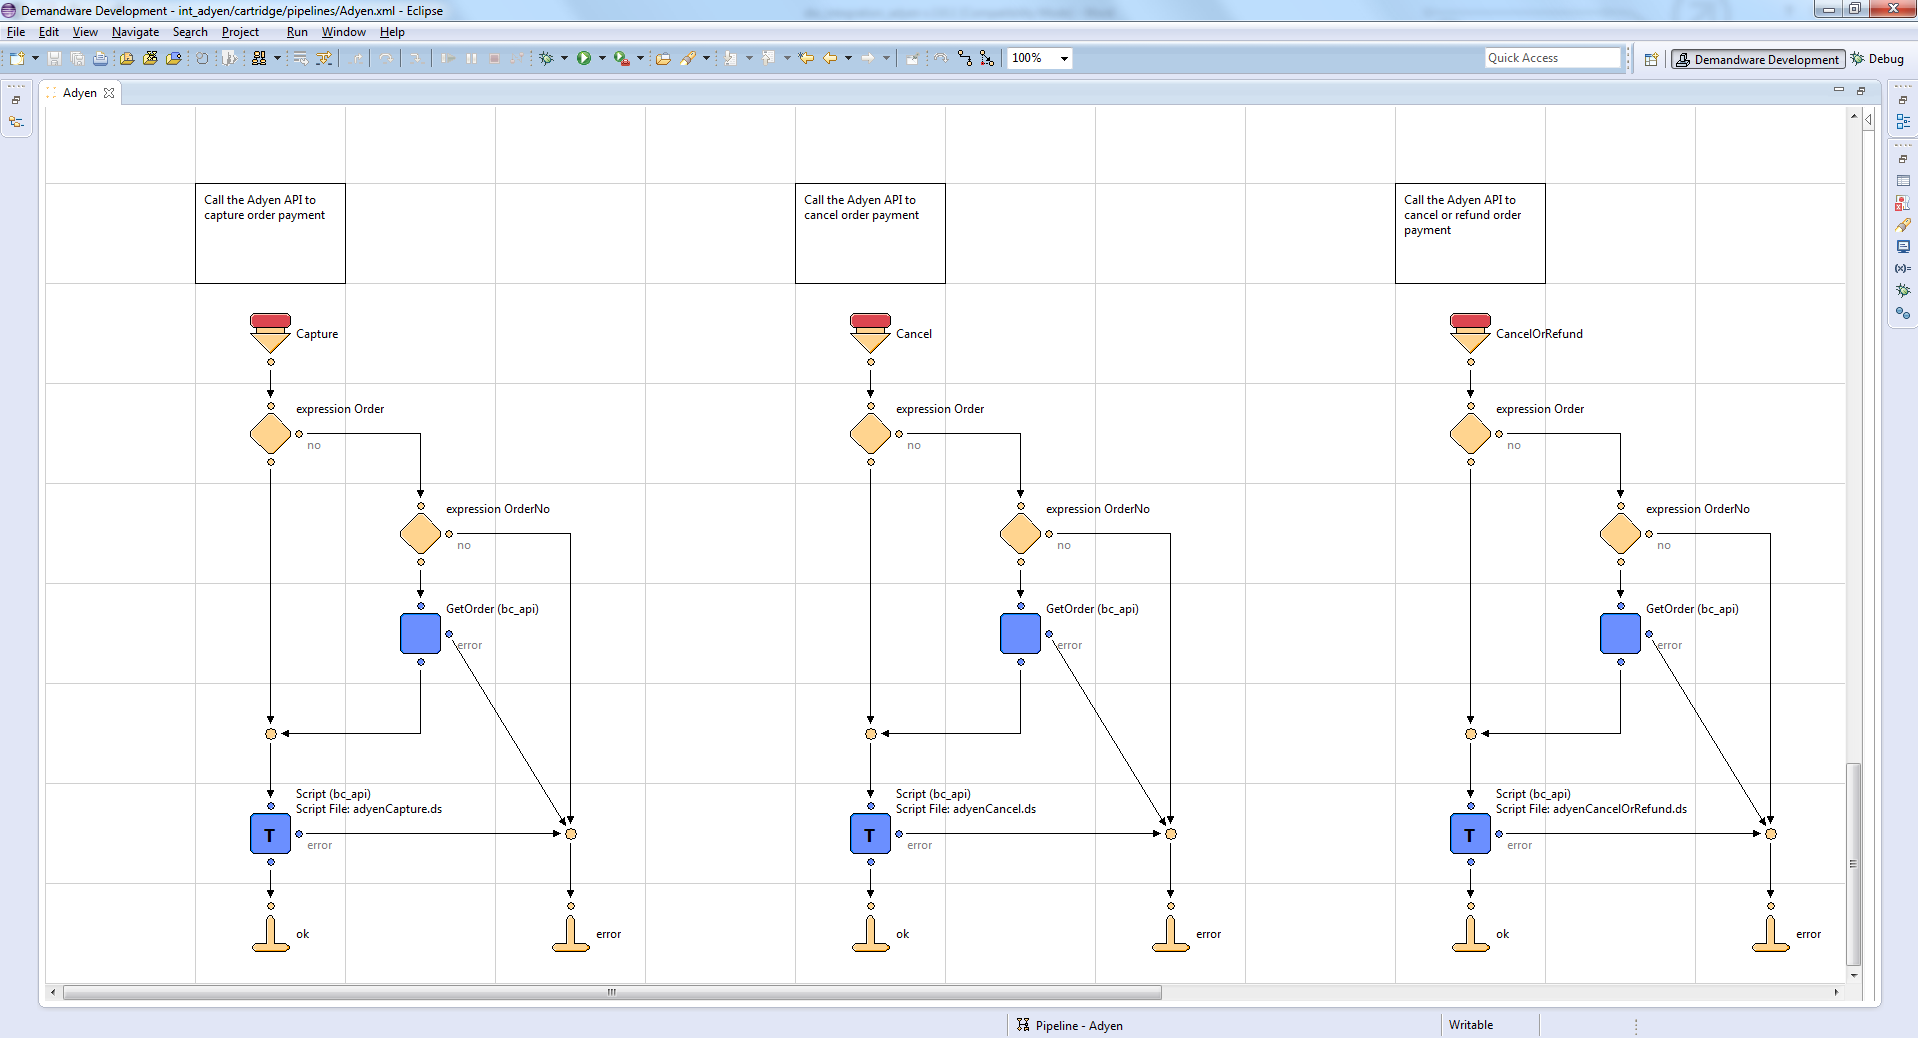 Demandware Development - int_adyen/cartridge/pipelines/Adyen.xml - Eclipse
File Edit View Navigate Search Project Run Window Help
100%
Quick Access
Demandware Development
Debug
Adyen
Call the Adyen API to
capture order payment
Call the Adyen API to
cancel order payment
Call the Adyen API to
cancel or refund order
payment
Capture
Cancel
CancelOrRefund
expression Order
no
expression Order
no
expression Order
no
expression OrderNo
no
expression OrderNo
no
expression OrderNo
no
GetOrder (bc_api)
error
GetOrder (bc_api)
error
GetOrder (bc_api)
error
Script (bc_api)
Script File: adyenCapture.ds
T
error
Script (bc_api)
Script File: adyenCancel.ds
T
error
Script (bc_api)
Script File: adyenCancelOrRefund.ds
T
error
ok
error
ok
error
ok
error
Pipeline - Adyen
Writable